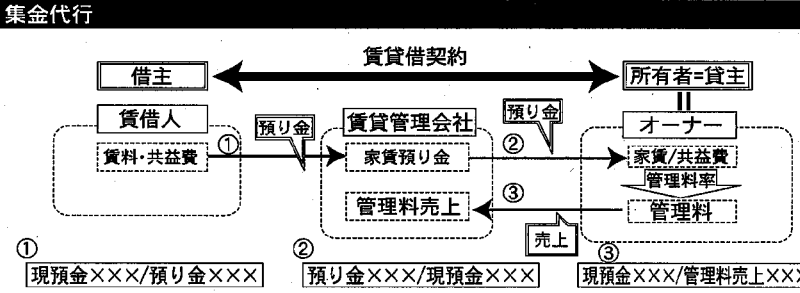 集金代行
賃貸借契約
借主
所有者=貸主
賃借人
オーナー
賃貸管理会社
預り金
預り金
①
②
賃料・共益費
家賃預り金
家賃/共益費
管理料率
③
管理料売上
管理料
売上
①
②
③
現預金×××/預り金×××
預り金×××/現預金×××
現預金×××/管理料売上×××